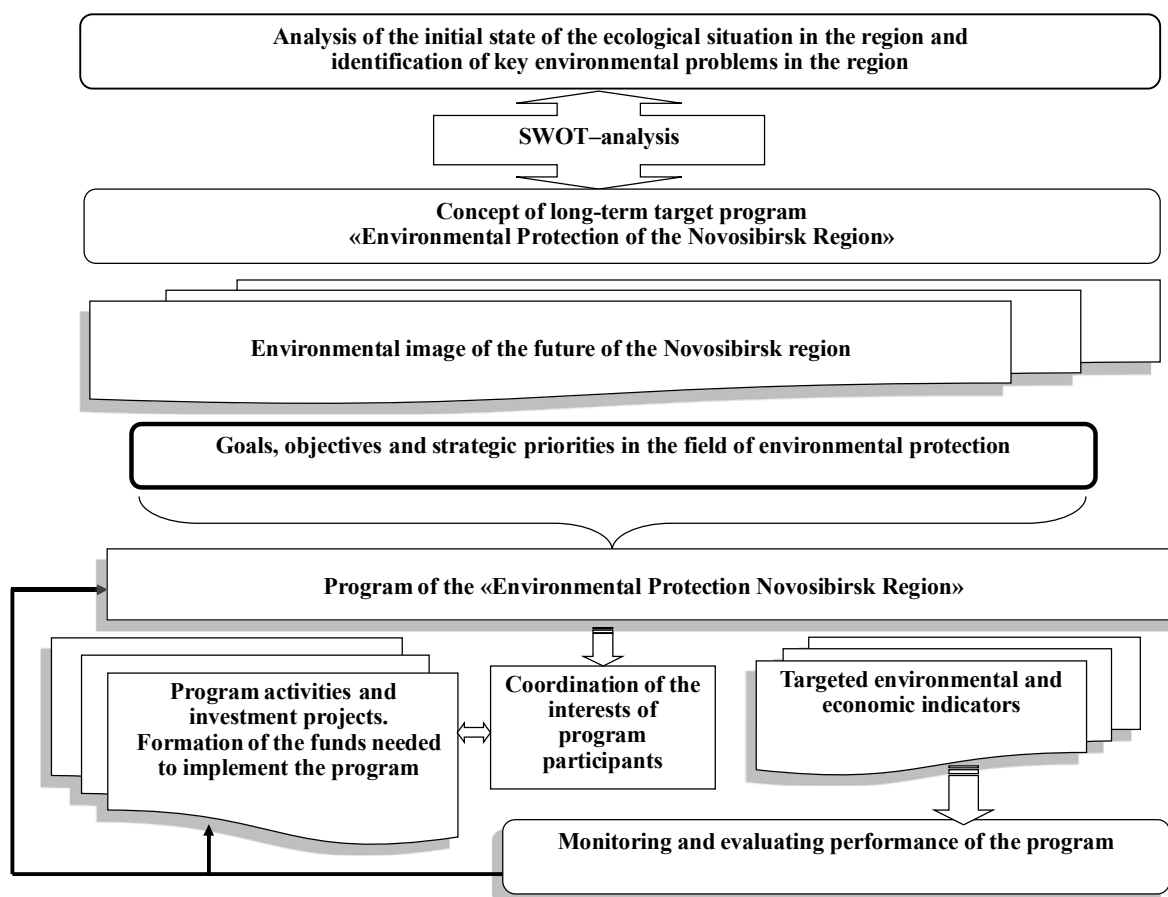 Analysis of the initial state of the ecological situation in the region and
identification of key environmental problems in the region
SWOT–analysis
Concept of long-term target program
«Environmental Protection of the Novosibirsk Region»
Environmental image of the future of the Novosibirsk region
Goals, objectives and strategic priorities in the field of environmental protection
Program of the «Environmental Protection Novosibirsk Region»
Program activities and
investment projects.
Formation of the funds needed
to implement the program
Coordination of the
interests of
program
participants
Targeted environmental and
economic indicators
Monitoring and evaluating performance of the program